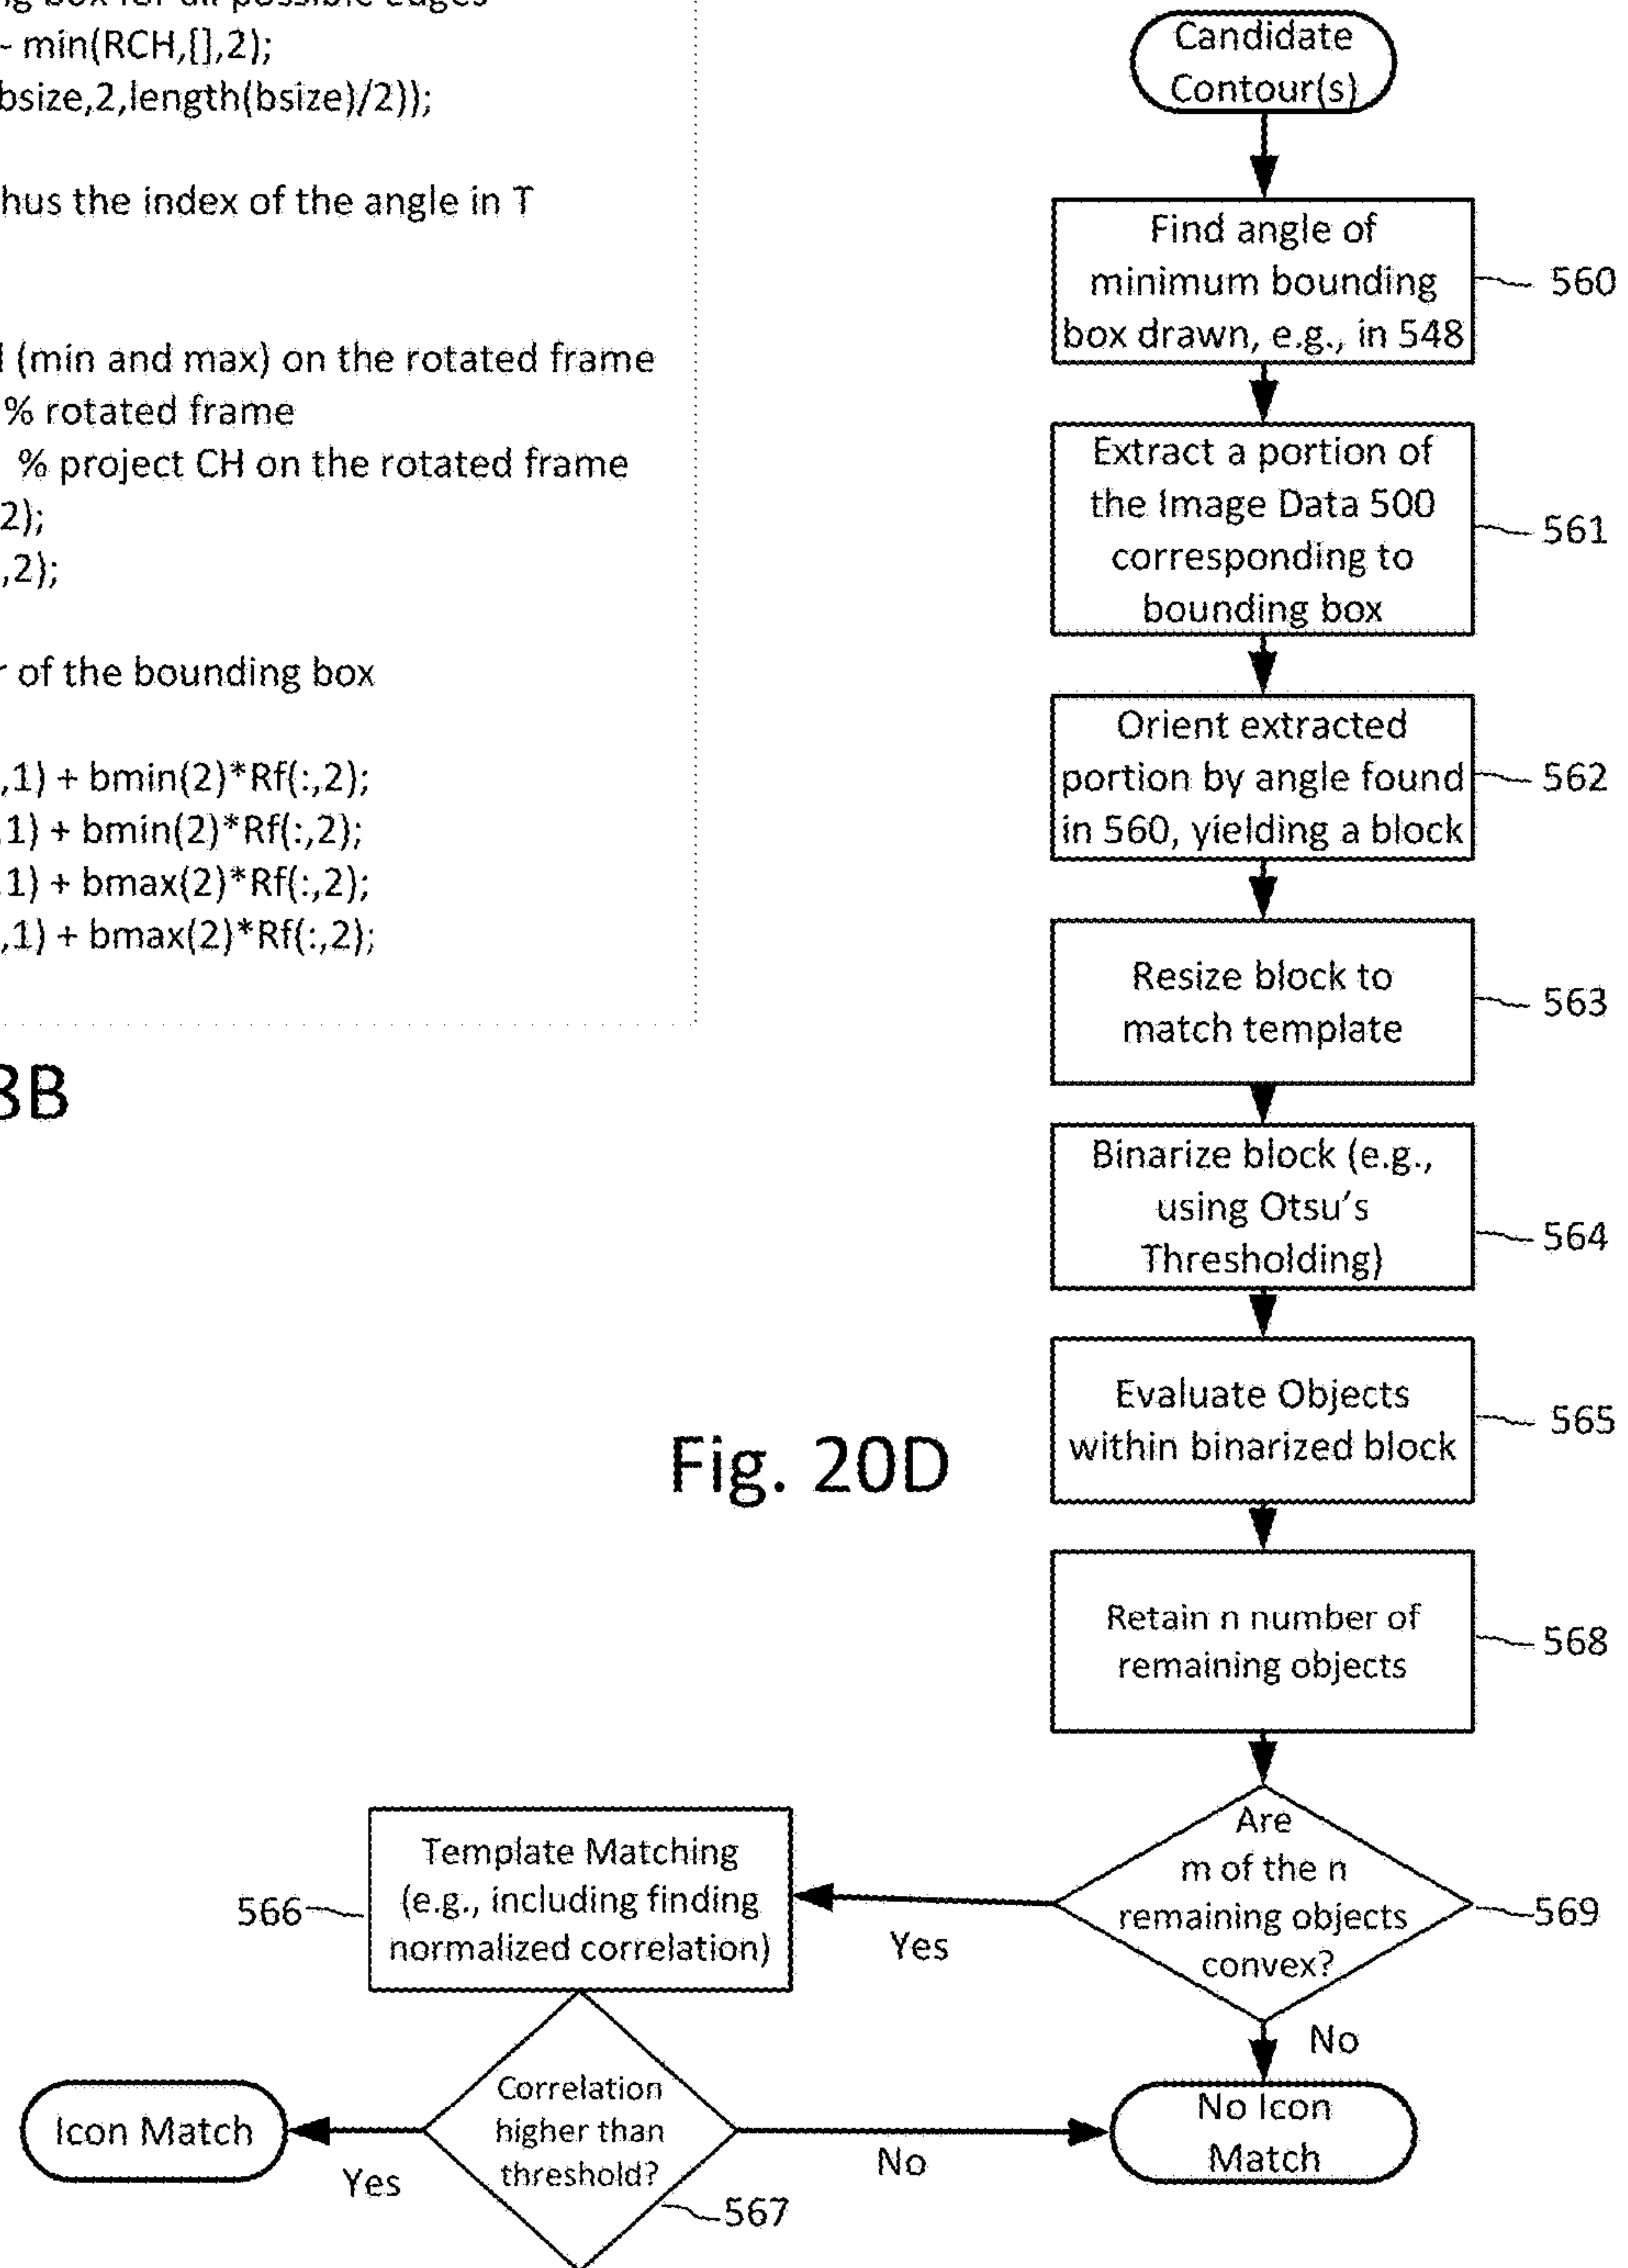 ng box for all possible edges
- min(RCH,[],2);
bsize,2,length(bsize)/2));
hus the index of the angle in T
(min and max) on the rotated frame
% rotated frame
% project CH on the rotated frame
2);
,2);
of the bounding box
,1) + bmin(2)*Rf(:,2);
1) + bmin(2)*Rf(:,2);
1) + bmax(2)*Rf(:,2);
,1) + bmax(2)*Rf(:,2);
8B
Candidate
Contour(s)
Find angle of
minimum bounding
box drawn, e.g., in 548
560
Extract a portion of
the Image Data 500
corresponding to
bounding box
561
Orient extracted
portion by angle found
in 560, yielding a block
562
Resize block to
match template
563
Binarize block (e.g.,
using Otsu's
Thresholding)
564
Evaluate Objects
within binarized block
565
Fig. 20D
Retain n number of
remaining objects
568
Are
m of the n
remaining objects
convex?
569
Yes
No
Template Matching
(e.g., including finding
normalized correlation)
566
Correlation
higher than
threshold?
567
Yes
No
Icon Match
No Icon
Match